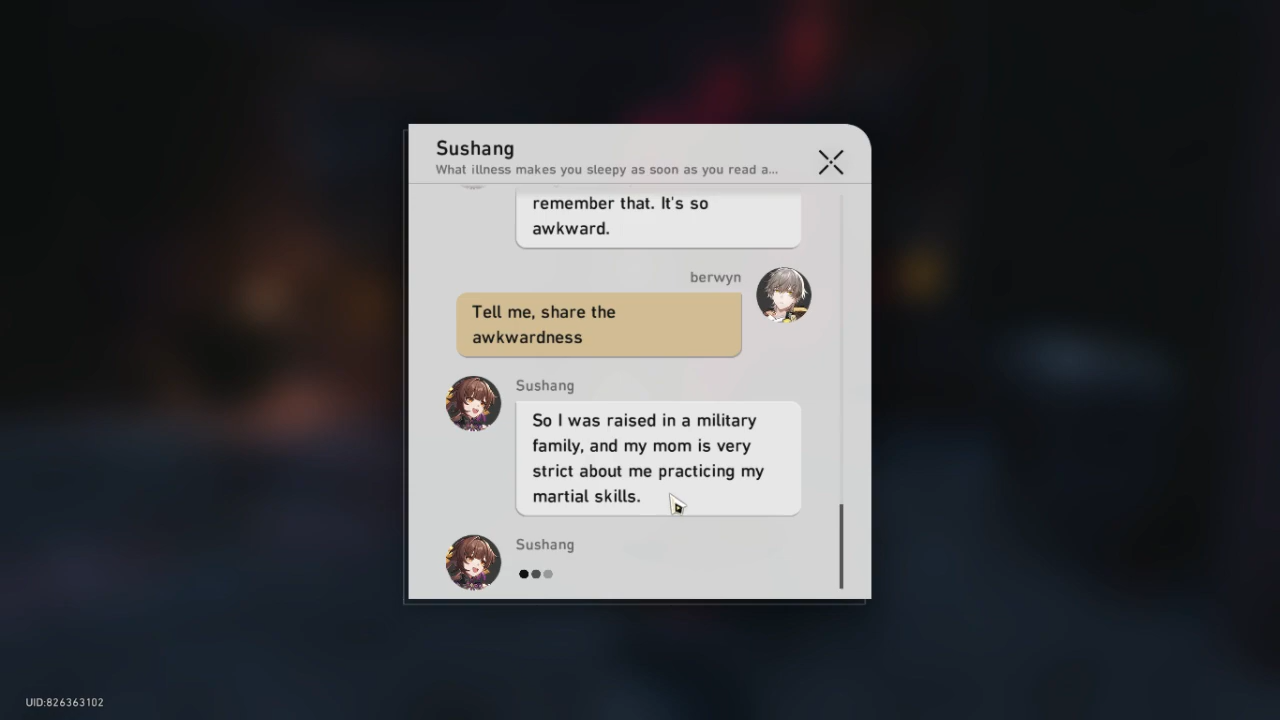 Sushang
What illness makes you sleepy as soon as you read a...
remember that. It's so
awkward.
berwyn
Tell me, share the
awkwardness
Sushang
So I was raised in a military
family, and my mom is very
strict about me practicing my
martial skills.
Sushang
UID:826363102